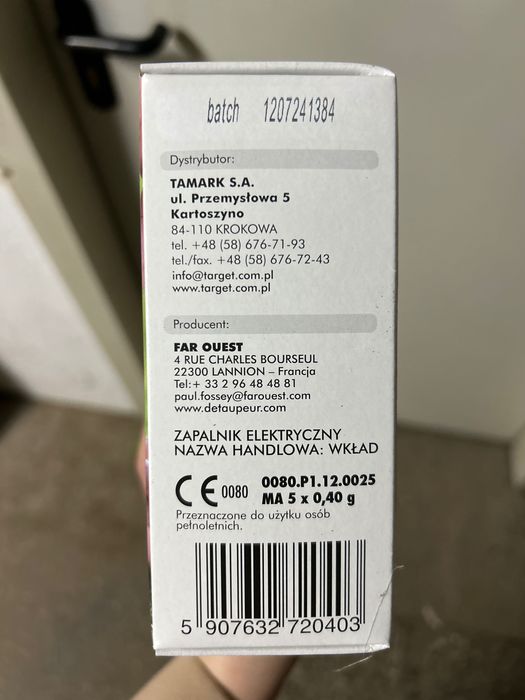 batch 1207241384
Dystrybutor:
TAMARK S.A.
ul. Przemysłowa 5
Kartoszyno
84-110 KROKOWA
tel. +48 (58) 676-71-93
tel./fax. +48 (58) 676-72-43
info@target.com.pl
www.target.com.pl
Producent:
FAR OUEST
4 RUE CHARLES BOURSEUL
22300 LANNION – Francja
Tel:+ 33 2 96 48 48 81
paul.fossey@farouest.com
www.detaupeur.com
ZAPALNIK ELEKTRYCZNY
NAZWA HANDLOWA: WKŁAD
CE 0080 0080.P1.12.0025
MA 5 x 0,40 g
Przeznaczone do użytku osób
pełnoletnich.
5 907632 720403